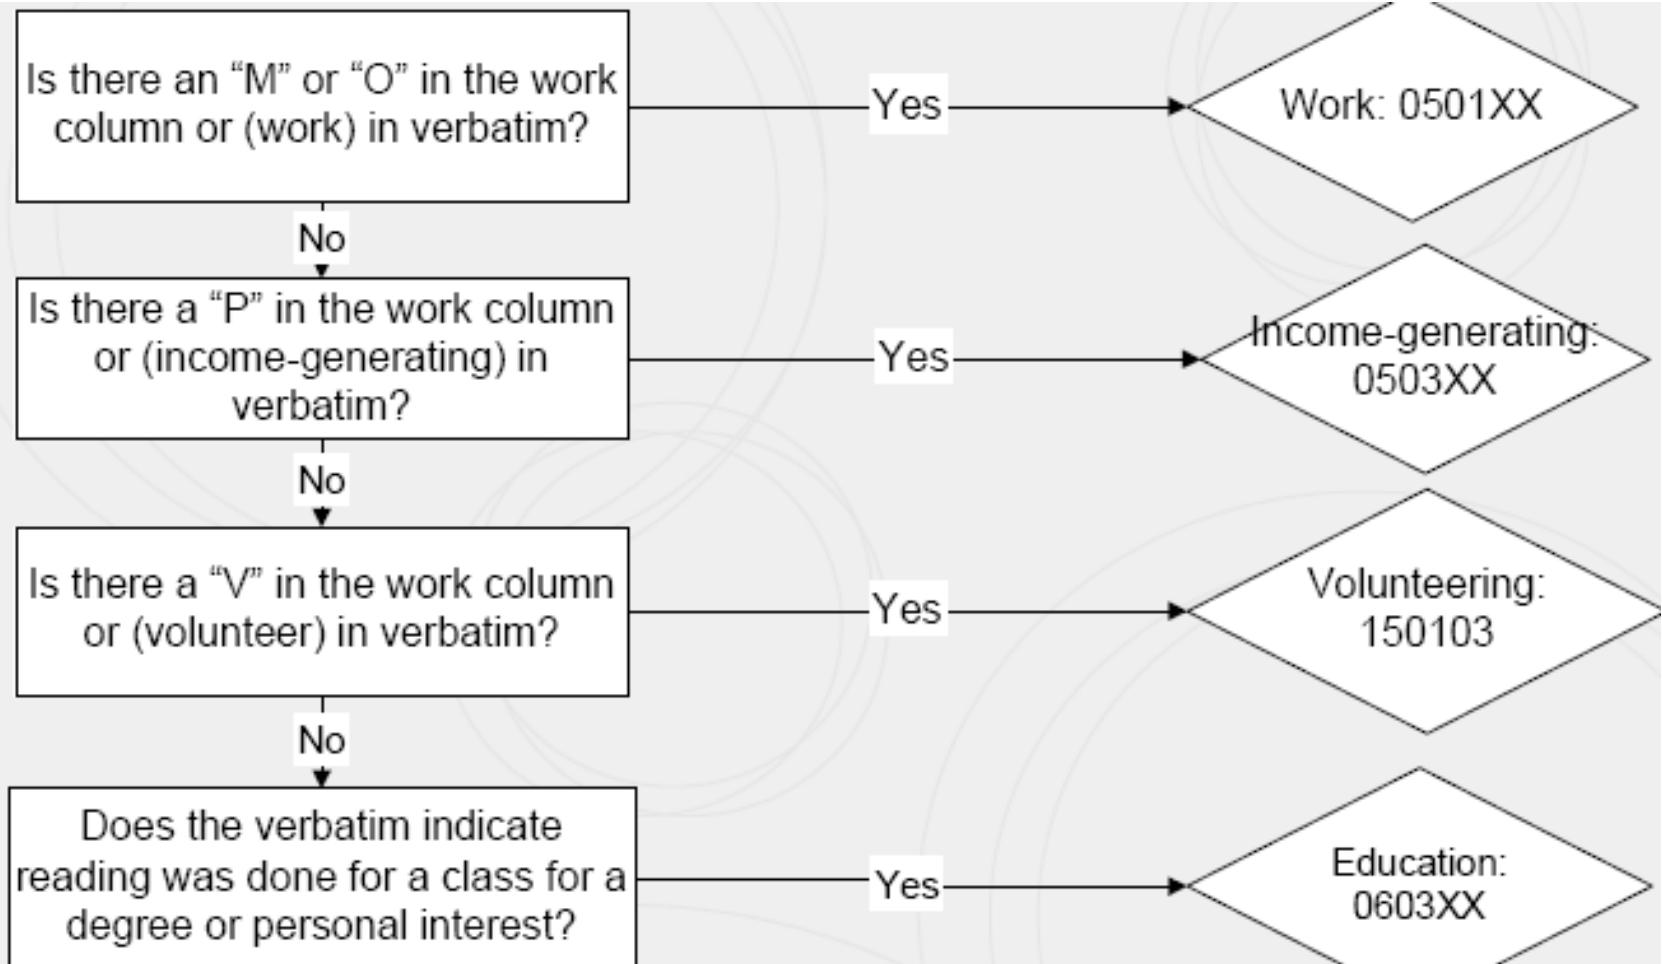 Is there an “M” or “O” in the work
column or (work) in verbatim?
Yes
Work: 0501XX
No
Is there a “P” in the work column
or (income-generating) in
verbatim?
Yes
Income-generating:
0503XX
No
Is there a “V” in the work column
or (volunteer) in verbatim?
Yes
Volunteering:
150103
No
Does the verbatim indicate
reading was done for a class for a
degree or personal interest?
Yes
Education:
0603XX